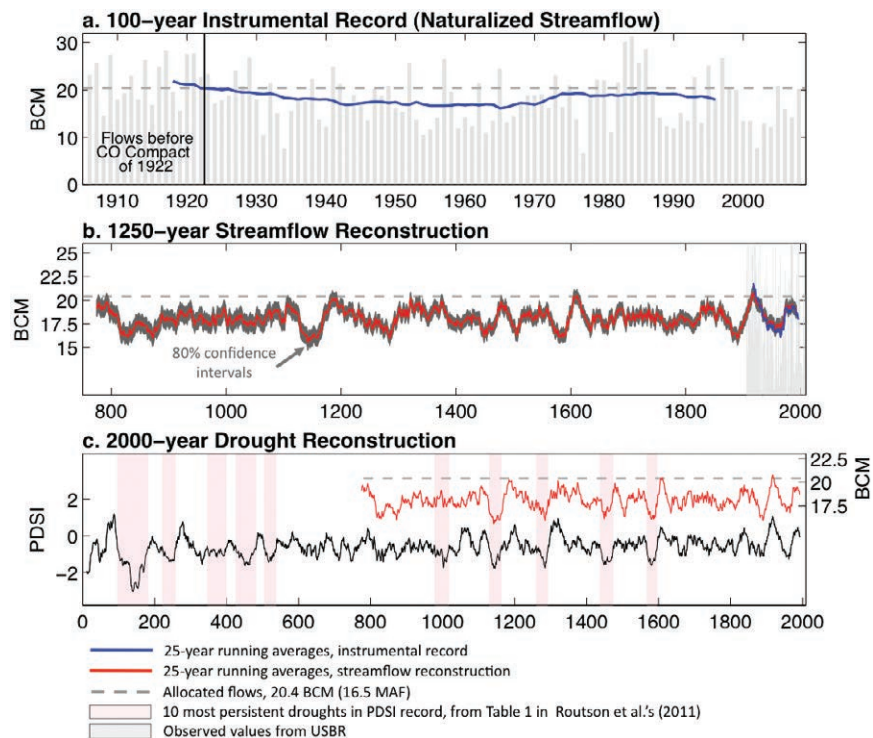 a. 100-year Instrumental Record (Naturalized Streamflow)
30
20
10
0
BCM
Flows before
CO Compact
of 1922
1910 1920 1930 1940 1950 1960 1970 1980 1990 2000
b. 1250-year Streamflow Reconstruction
25
22.5
20
17.5
15
BCM
80% confidence
intervals
800 1000 1200 1400 1600 1800 2000
c. 2000-year Drought Reconstruction
2
0
-2
PDSI
22.5
20
17.5
BCM
0 200 400 600 800 1000 1200 1400 1600 1800 2000
25-year running averages, instrumental record
25-year running averages, streamflow reconstruction
Allocated flows, 20.4 BCM (16.5 MAF)
10 most persistent droughts in PDSI record, from Table 1 in Routson et al.'s (2011)
Observed values from USBR